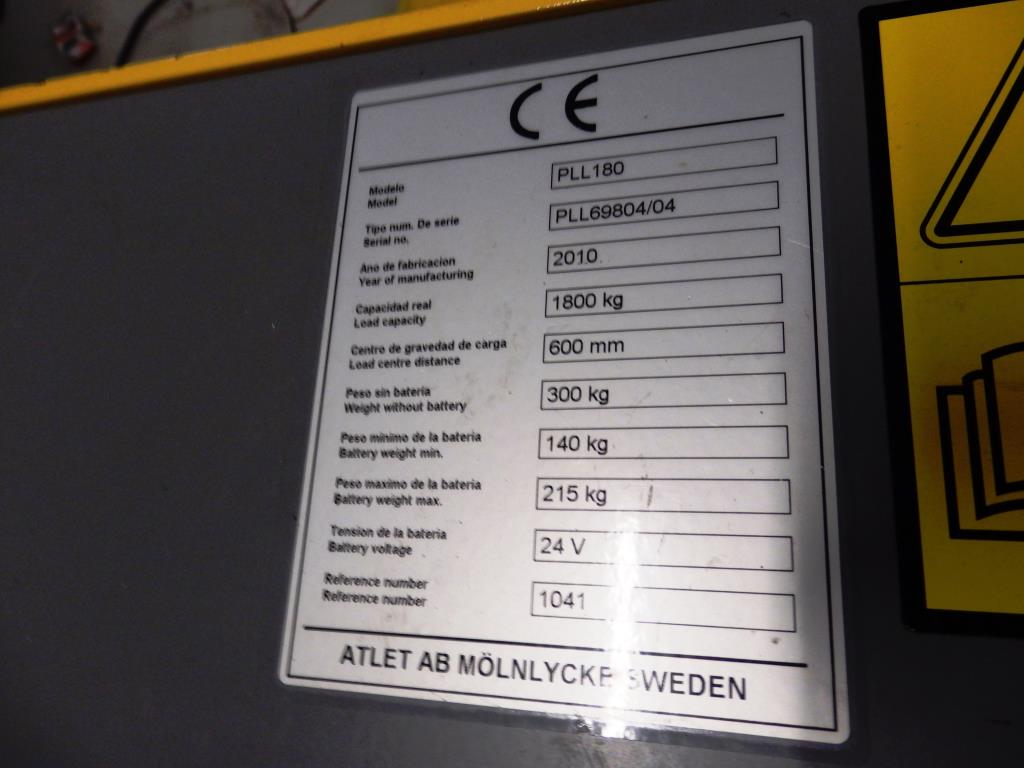 CE
Modelo
Model
PLL180
Tipo num. De serie
Serial no.
PLL69804/04
Ano de fabricacion
Year of manufacturing
2010
Capacidad real
Load capacity
1800 kg
Centro de gravedad de carga
Load centre distance
600 mm
Peso sin bateria
Weight without battery
300 kg
Peso minimo de la bateria
Battery weight min.
140 kg
Peso maximo de la bateria
Battery weight max.
215 kg
Tension de la bateria
Battery voltage
24 V
Reference number
Reference number
1041
ATLET AB MÖLNLYCKE SWEDEN